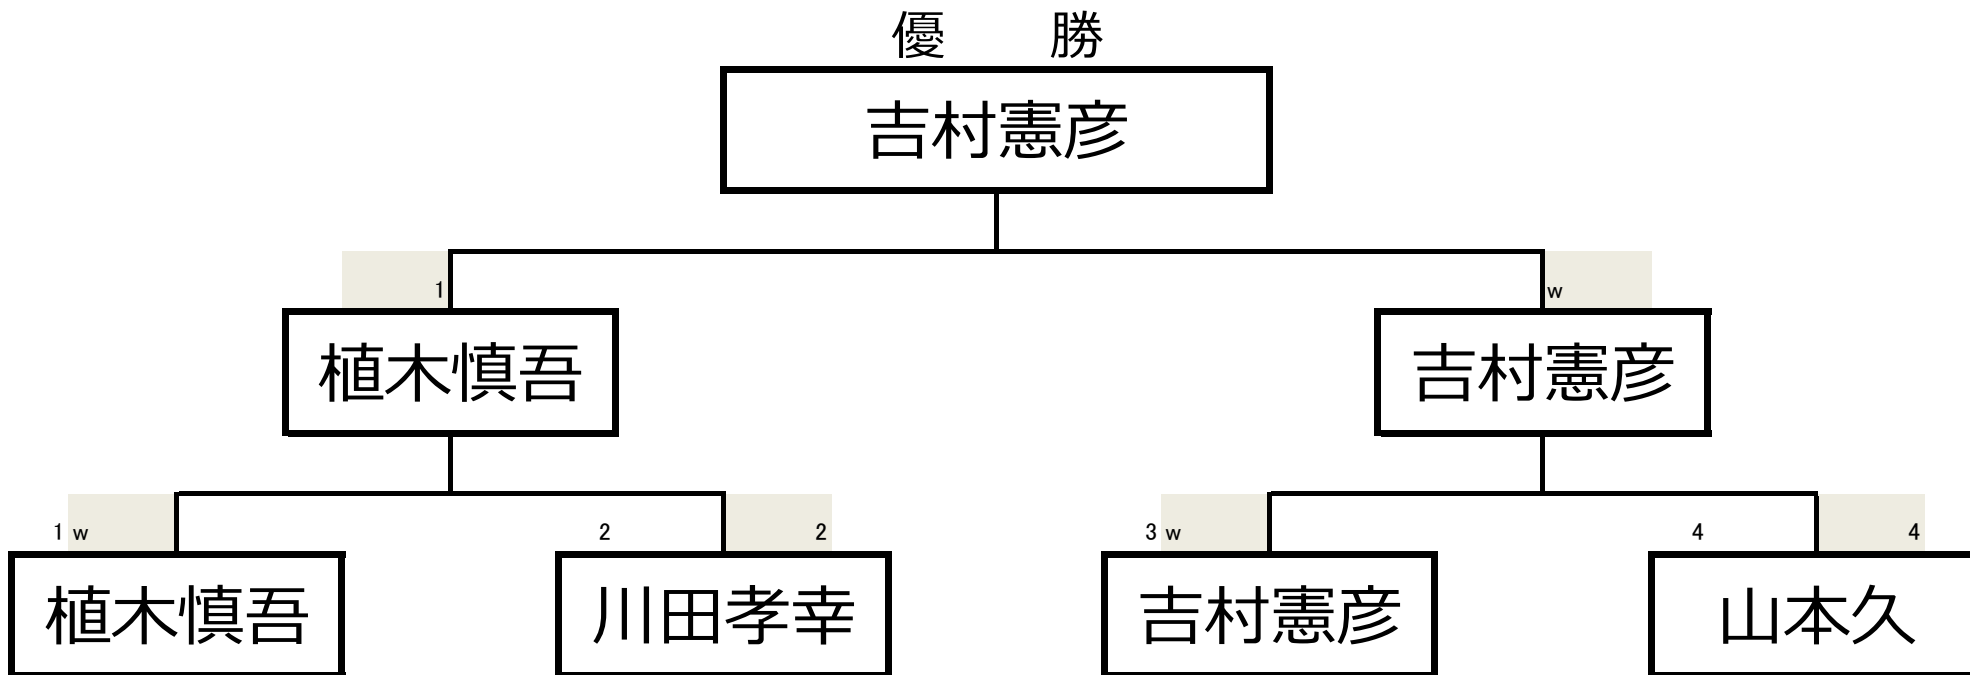 優　　勝
吉村憲彦
1 w
植木慎吾 吉村憲彦
1 w 2 2 3 w 4 4
植木慎吾 川田孝幸 吉村憲彦 山本久